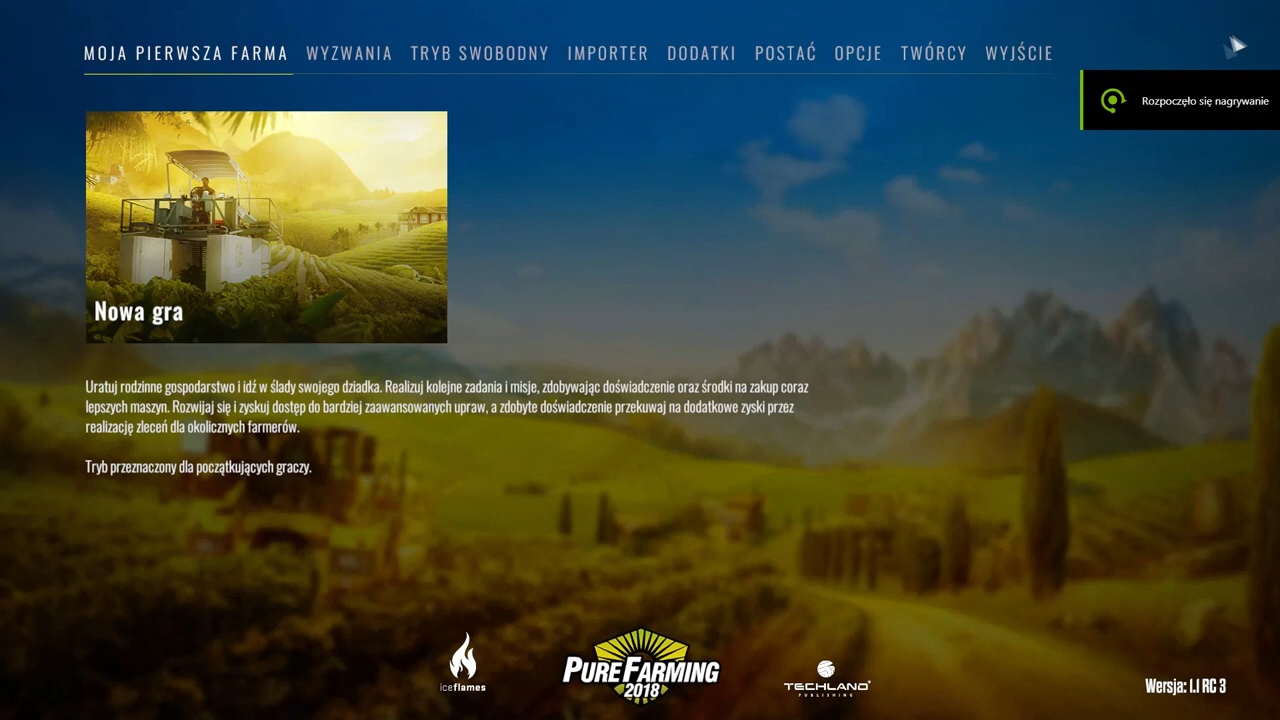 MOJA PIERWSZA FARMA WYZWANIA TRYB SWOBODNY IMPORTER DODATKI POSTAĆ OPCJE TWÓRCY WYJŚCIE
Rozpoczęło się nagrywanie
Nowa gra
Uratuj rodzinne gospodarstwo i idź w ślady swojego dziadka. Realizuj kolejne zadania i misje, zdobywając doświadczenie oraz środki na zakup coraz
lepszych maszyn. Rozwijaj się i zyskuj dostęp do bardziej zaawansowanych upraw, a zdobyte doświadczenie przekuwaj na dodatkowe zyski przez
realizację zleceń dla okolicznych farmerów.
Tryb przeznaczony dla początkujących graczy.
iceflames
PURE FARMING
2018
TECHLAND®
PUBLISHING
Wersja: 1.1 RC 3